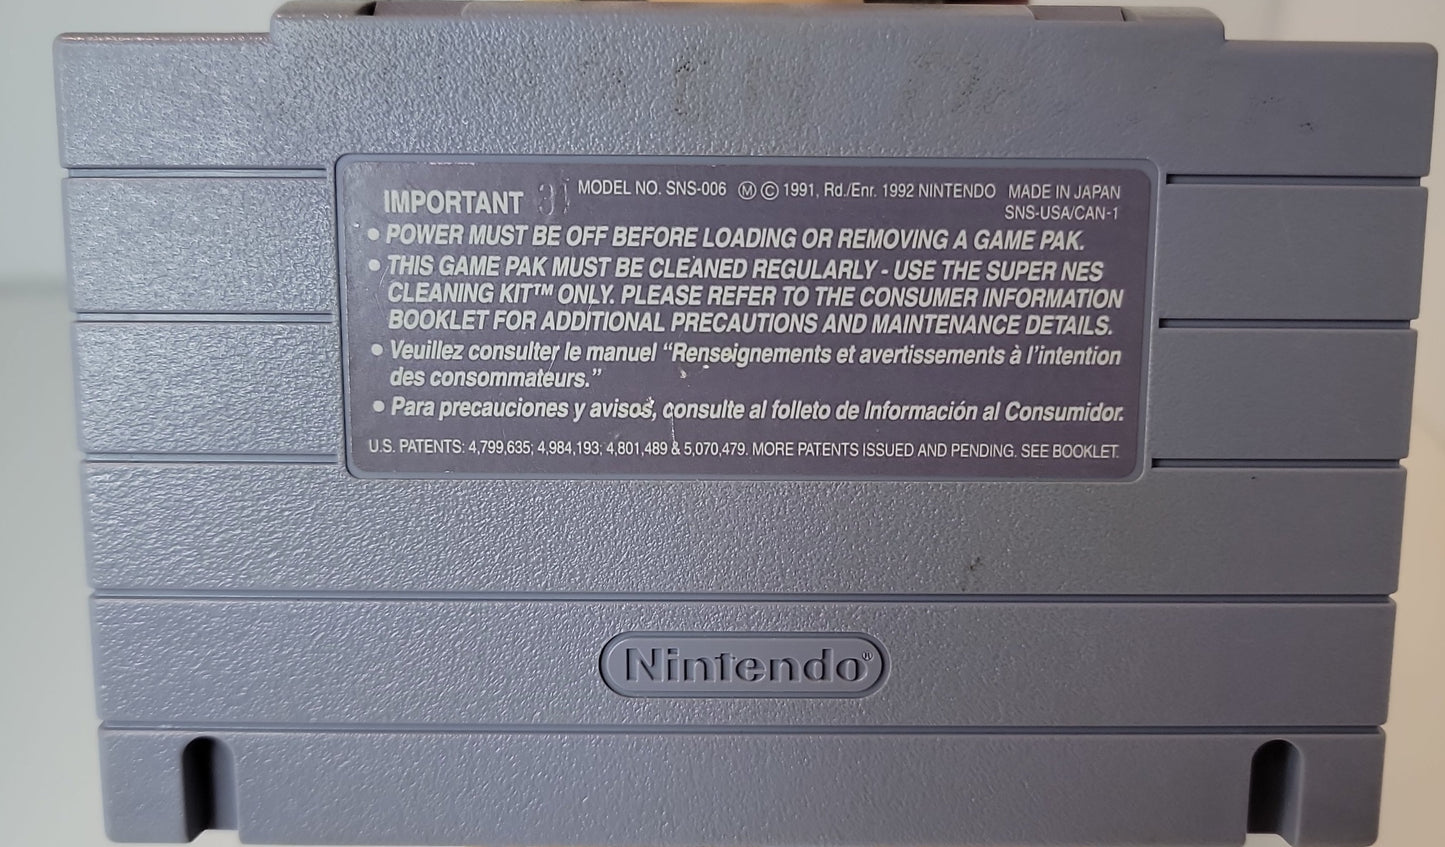 IMPORTANT MODEL NO. SNS-006 Ⓜ © 1991, Rd./Enr. 1992 NINTENDO MADE IN JAPAN
SNS-USA/CAN-1
• POWER MUST BE OFF BEFORE LOADING OR REMOVING A GAME PAK.
• THIS GAME PAK MUST BE CLEANED REGULARLY - USE THE SUPER NES
CLEANING KIT™ ONLY. PLEASE REFER TO THE CONSUMER INFORMATION
BOOKLET FOR ADDITIONAL PRECAUTIONS AND MAINTENANCE DETAILS.
• Veuillez consulter le manuel “Renseignements et avertissements à l’intention
des consommateurs.”
• Para precauciones y avisos, consulte al folleto de Información al Consumidor.
U.S. PATENTS: 4,799,635; 4,984,193; 4,801,489 & 5,070,479. MORE PATENTS ISSUED AND PENDING. SEE BOOKLET.
Nintendo®